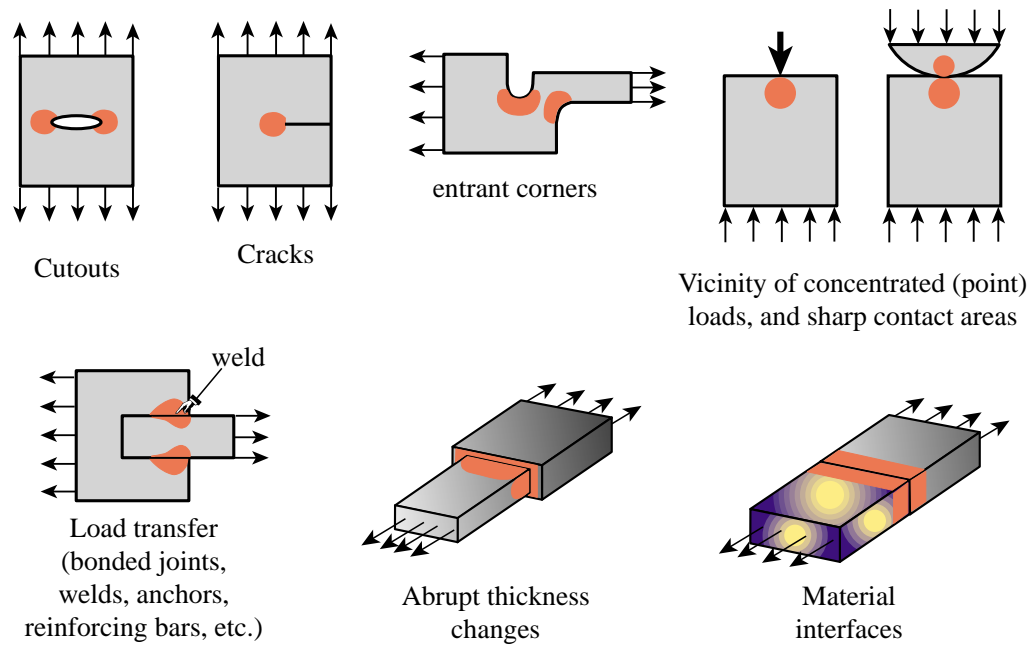 Cutouts
Cracks
entrant corners
Vicinity of concentrated (point)
loads, and sharp contact areas
weld
Load transfer
(bonded joints,
welds, anchors,
reinforcing bars, etc.)
Abrupt thickness
changes
Material
interfaces